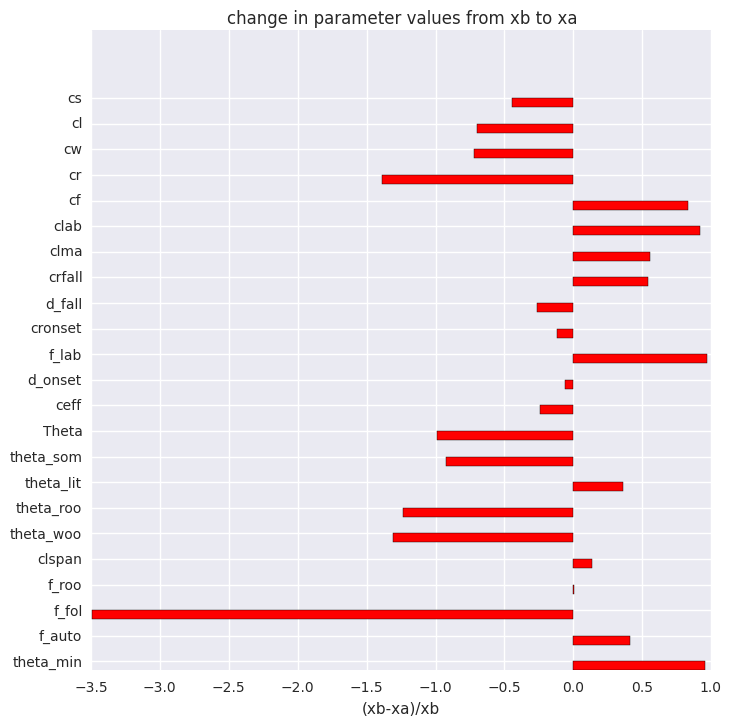 change in parameter values from xb to xa
cs
cl
cw
cr
cf
clab
clma
crfall
d_fall
cronset
f_lab
d_onset
ceff
Theta
theta_som
theta_lit
theta_roo
theta_woo
clspan
f_roo
f_fol
f_auto
theta_min
−3.5 −3.0 −2.5 −2.0 −1.5 −1.0 −0.5 0.0 0.5 1.0
(xb-xa)/xb